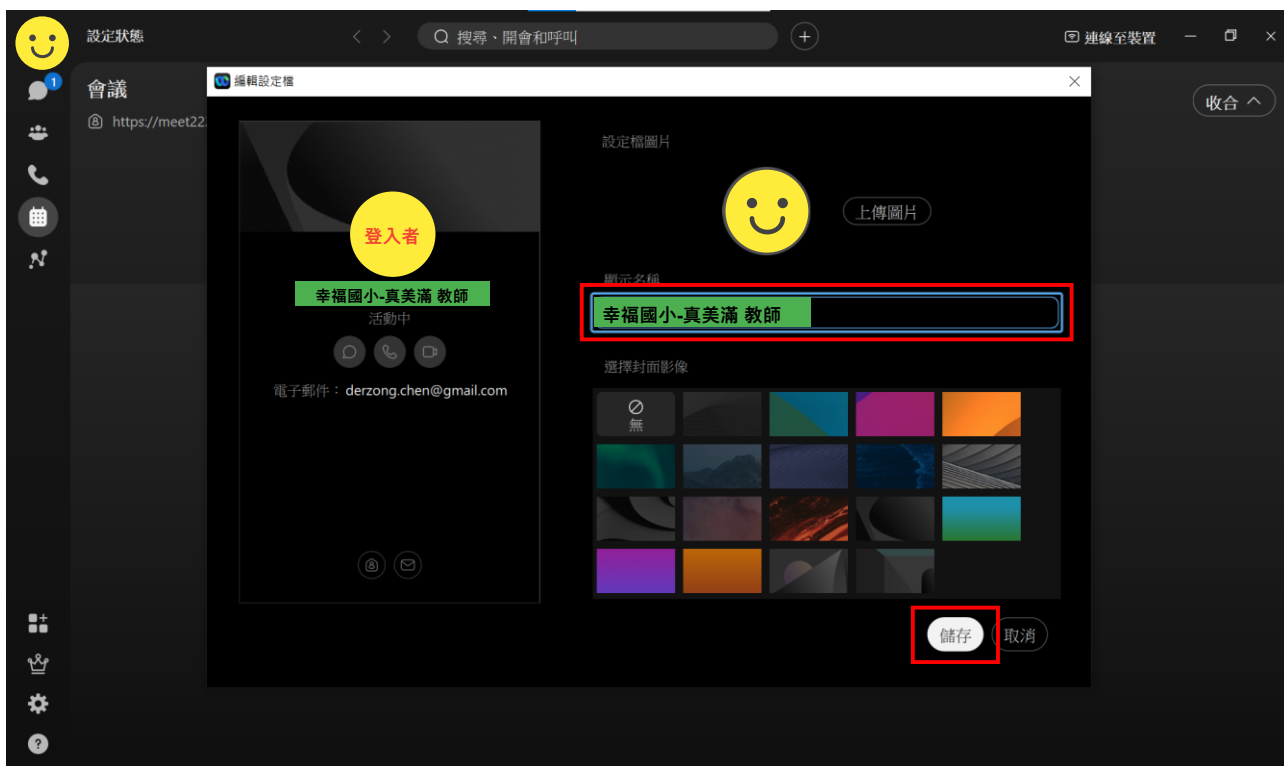 設定狀態
搜尋、開會和呼叫
連線至裝置
1
會議
https://meet22
收合
編輯設定檔
登入者
幸福國小-真美滿 教師
活動中
電子郵件： derzong.chen@gmail.com
設定檔圖片
上傳圖片
顯示名稱
幸福國小-真美滿 教師
選擇封面影像
無
儲存
取消